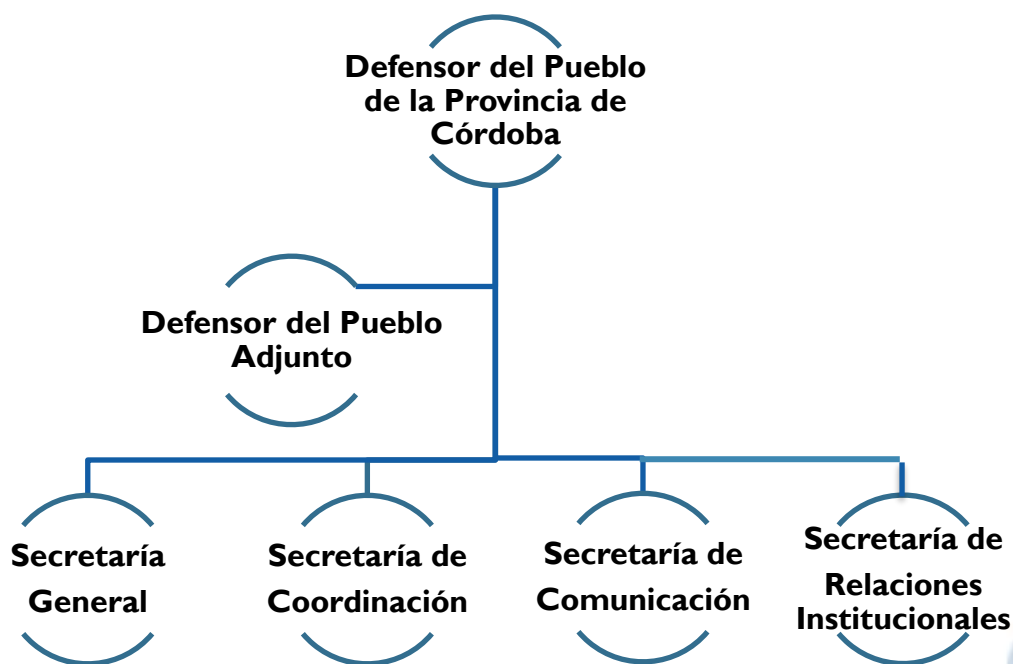 Defensor del Pueblo
de la Provincia de
Córdoba
Defensor del Pueblo
Adjunto
Secretaría
General
Secretaría de
Coordinación
Secretaría de
Comunicación
Secretaría de
Relaciones
Institucionales